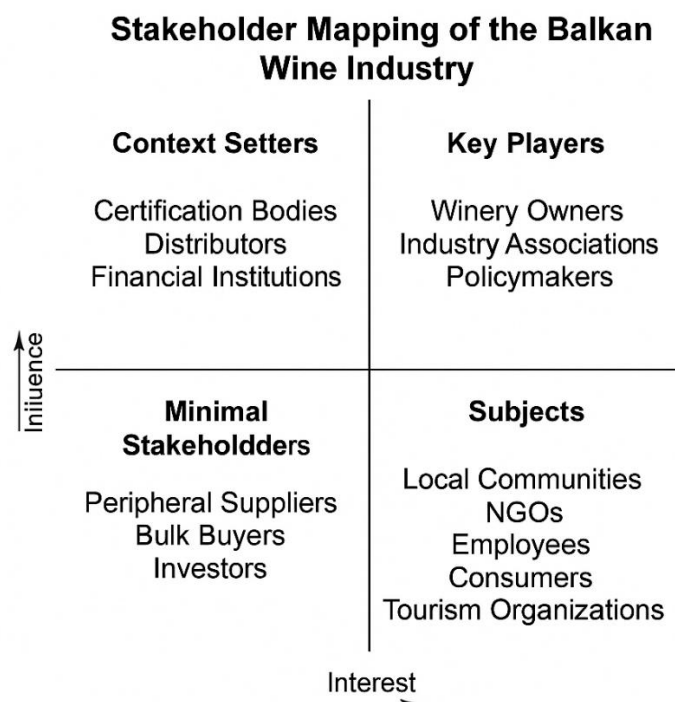 Stakeholder Mapping of the Balkan
Wine Industry
Context Setters
Certification Bodies
Distributors
Financial Institutions
Key Players
Winery Owners
Industry Associations
Policymakers
Iniiuence
Minimal
Stakeholdders
Peripheral Suppliers
Bulk Buyers
Investors
Subjects
Local Communities
NGOs
Employees
Consumers
Tourism Organizations
Interest